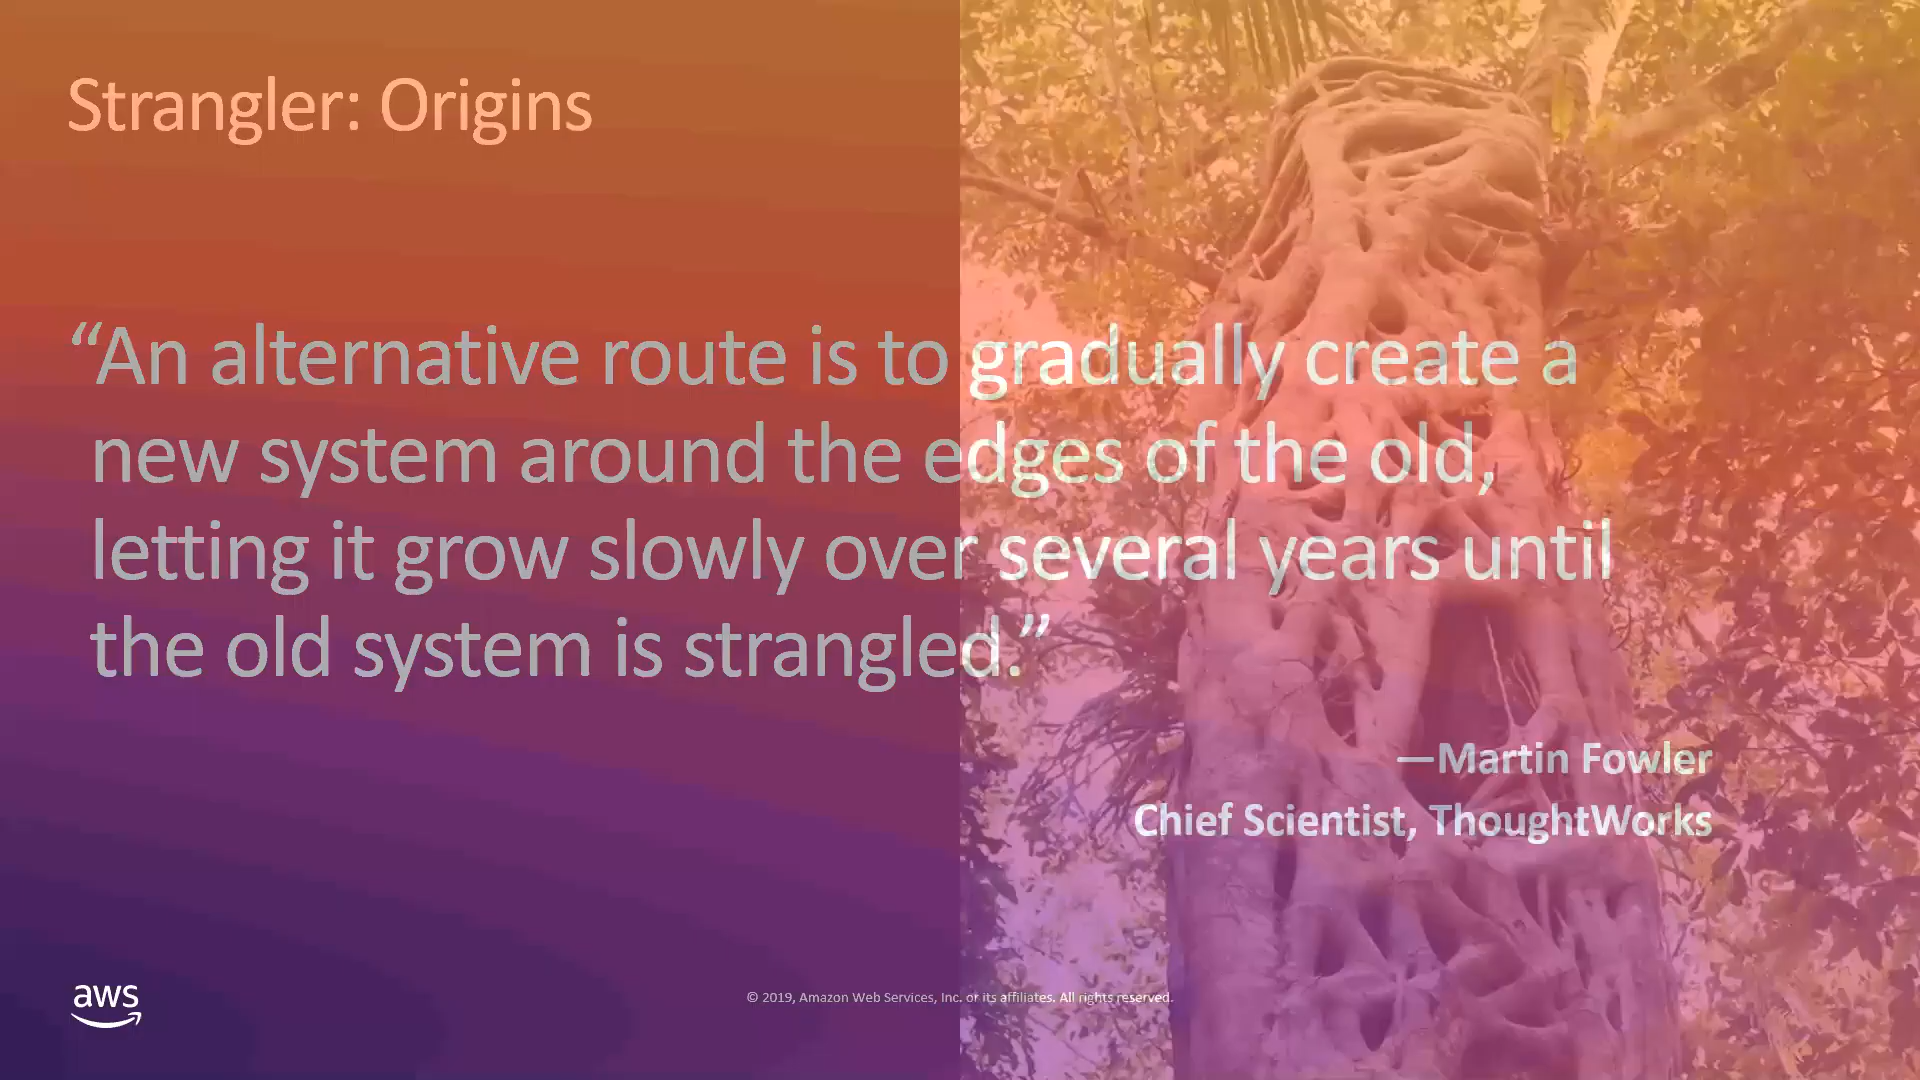 Strangler: Origins
“An alternative route is to gradually create a
new system around the edges of the old,
letting it grow slowly over several years until
the old system is strangled.”
—Martin Fowler
Chief Scientist, ThoughtWorks
aws
© 2019, Amazon Web Services, Inc. or its affiliates. All rights reserved.